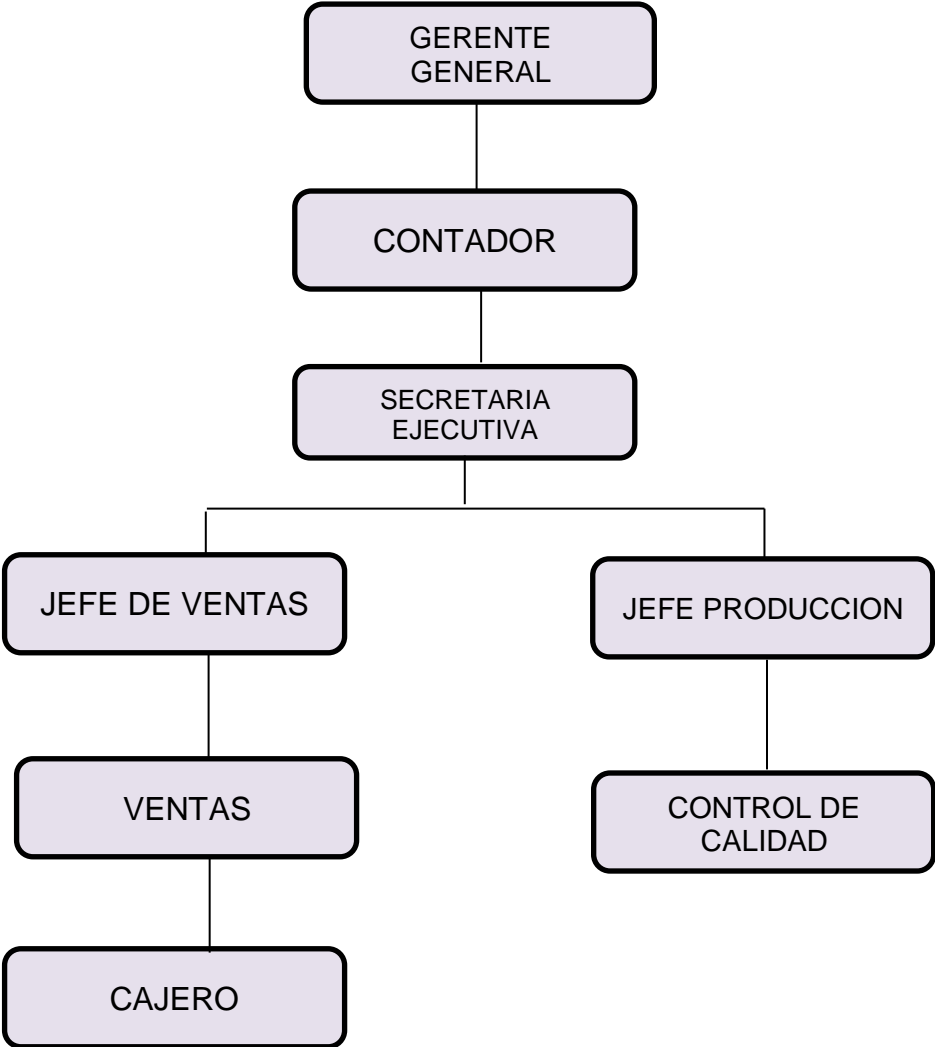 GERENTE
GENERAL
CONTADOR
SECRETARIA
EJECUTIVA
JEFE DE VENTAS
JEFE PRODUCCION
VENTAS
CONTROL DE
CALIDAD
CAJERO